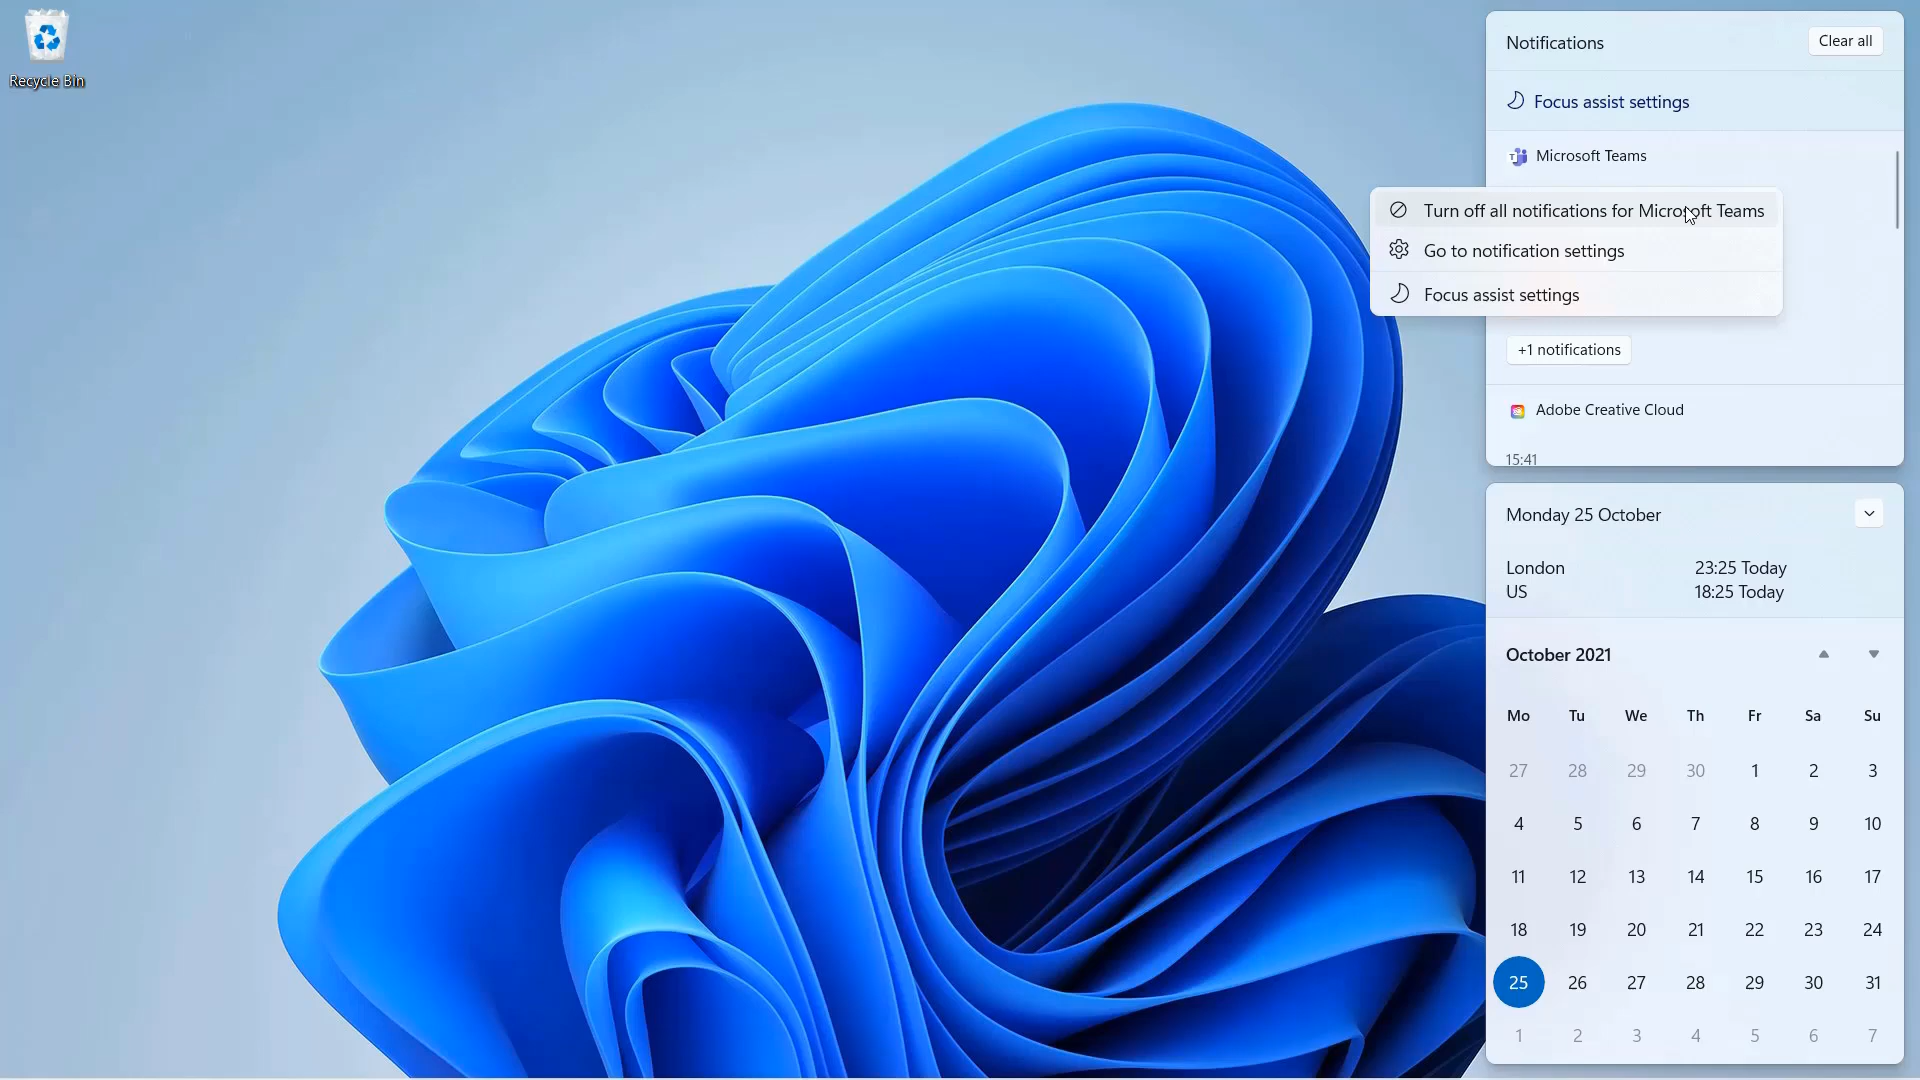 Recycle Bin
Notifications
Clear all
Focus assist settings
Microsoft Teams
Turn off all notifications for Microsoft Teams
Go to notification settings
Focus assist settings
+1 notifications
Adobe Creative Cloud
15:41
Monday 25 October
London 23:25 Today
US 18:25 Today
October 2021
Mo Tu We Th Fr Sa Su
27 28 29 30 1 2 3
4 5 6 7 8 9 10
11 12 13 14 15 16 17
18 19 20 21 22 23 24
25 26 27 28 29 30 31
1 2 3 4 5 6 7